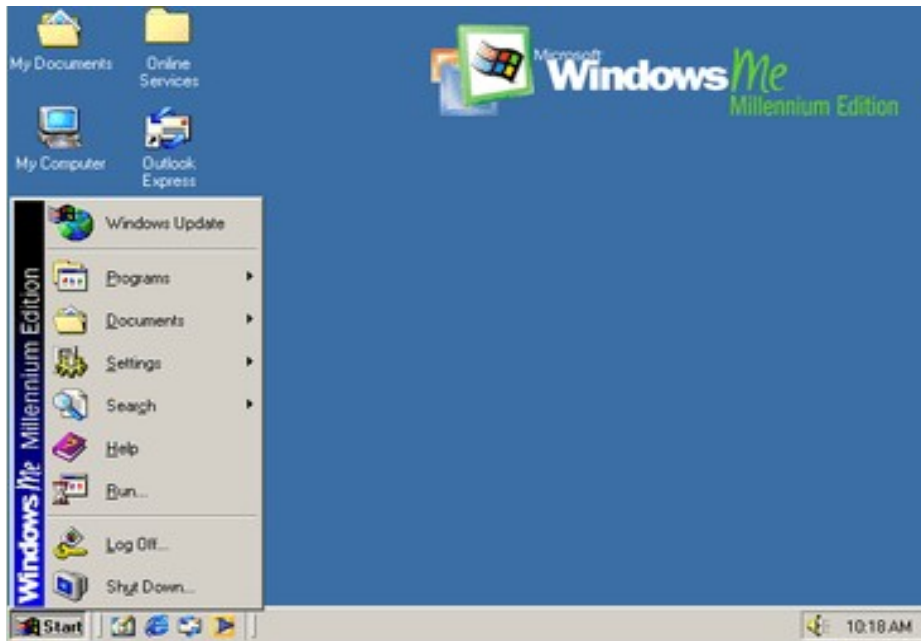 My Documents
Online
Services
Microsoft
Windows Me
Millennium Edition
My Computer
Outlook
Express
Windows Update
Programs
Documents
Settings
Search
Help
Run...
Log Off...
Shut Down...
Windows Me Millennium Edition
Start
10:18 AM